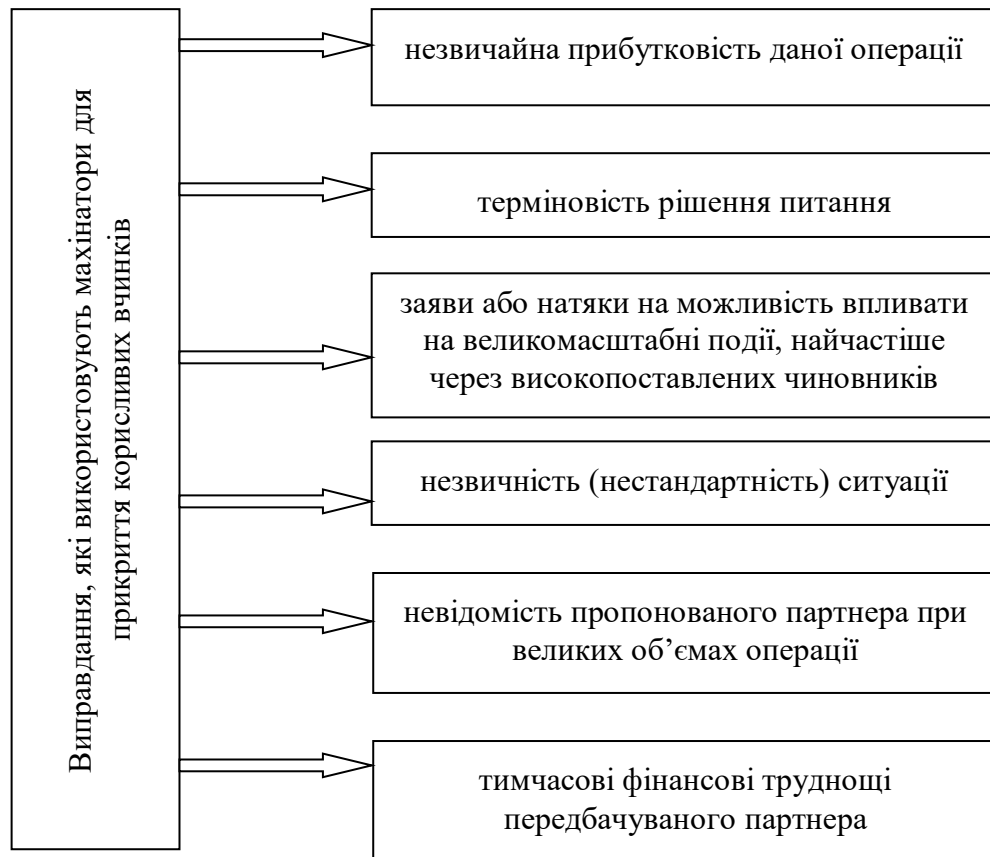 Виправдання, які використовують махінатори для
прикриття корисливих вчинків
незвичайна прибутковість даної операції
терміновість рішення питання
заяви або натяки на можливість впливати
на великомасштабні події, найчастіше
через високопоставлених чиновників
незвичність (нестандартність) ситуації
невідомість пропонованого партнера при
великих об’ємах операції
тимчасові фінансові труднощі
передбачуваного партнера